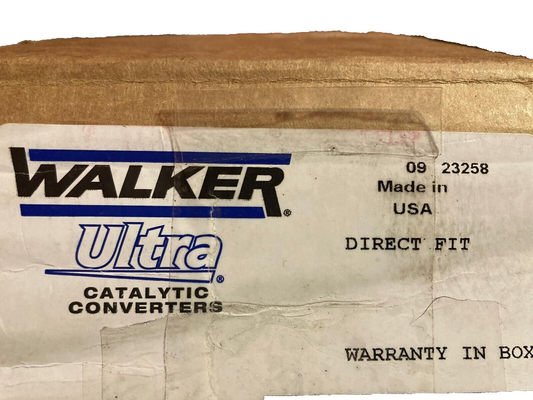 WALKER®
Ultra®
CATALYTIC
CONVERTERS
09 23258
Made in
USA
DIRECT FIT
WARRANTY IN BOX